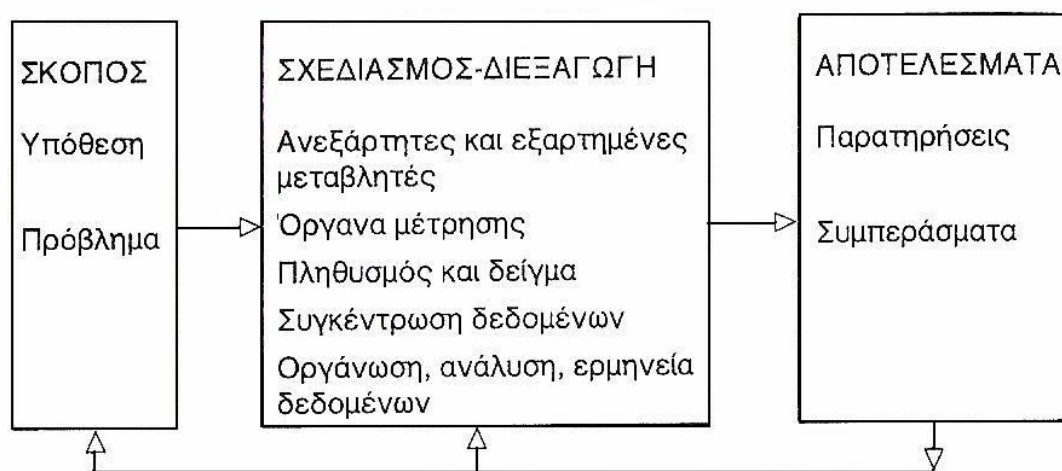 ΣΚΟΠΟΣ
Υπόθεση
Πρόβλημα
ΣΧΕΔΙΑΣΜΟΣ-ΔΙΕΞΑΓΩΓΗ
Ανεξάρτητες και εξαρτημένες
μεταβλητές
Όργανα μέτρησης
Πληθυσμός και δείγμα
Συγκέντρωση δεδομένων
Οργάνωση, ανάλυση, ερμηνεία
δεδομένων
ΑΠΟΤΕΛΕΣΜΑΤΑ
Παρατηρήσεις
Συμπεράσματα